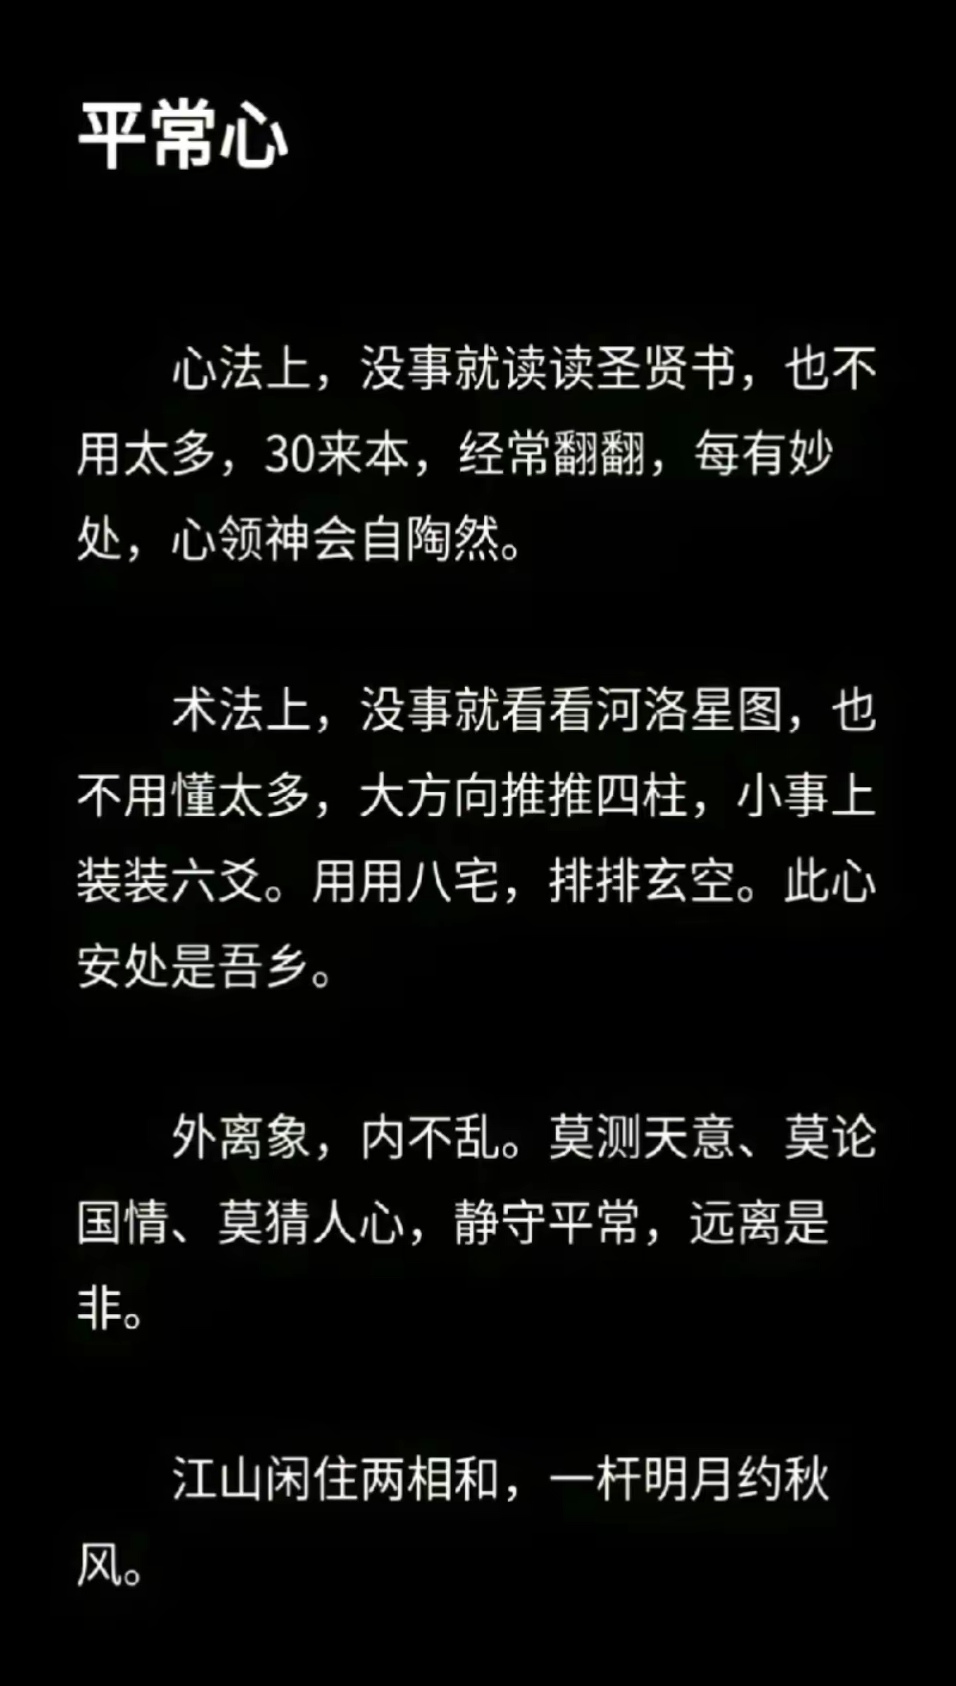 平常心
心法上，没事就读读圣贤书，也不
用太多，30来本，经常翻翻，每有妙
处，心领神会自陶然。
术法上，没事就看看河洛星图，也
不用懂太多，大方向推推四柱，小事上
装装六爻。用用八宅，排排玄空。此心
安处是吾乡。
外离象，内不乱。莫测天意、莫论
国情、莫猜人心，静守平常，远离是
非。
江山闲住两相和，一杆明月约秋
风。